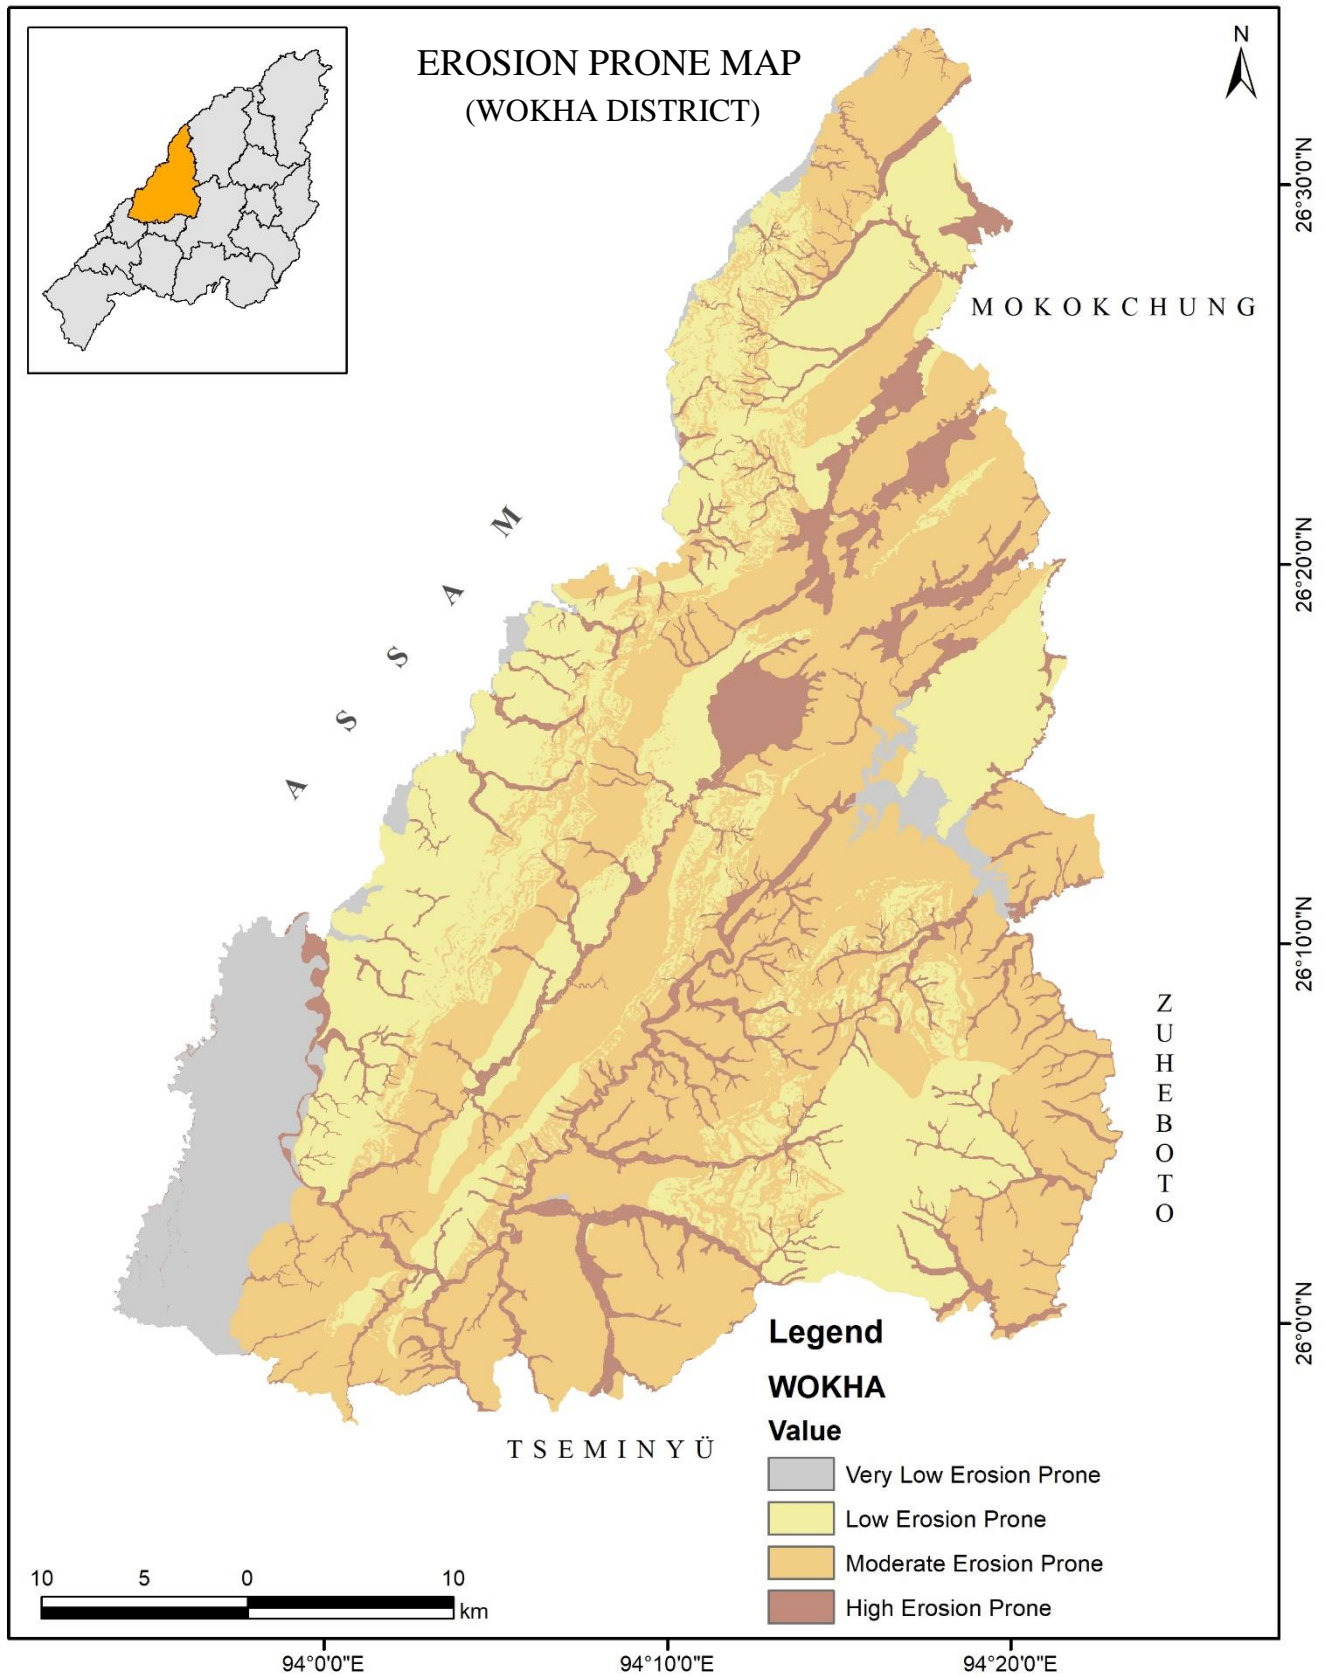 EROSION PRONE MAP
(WOKHA DISTRICT)
N
26°30'0"N
MOKOKCHUNG
ASSAM
26°20'0"N
26°10'0"N
ZUHEBOTO
26°0'0"N
TSEMINYÜ
Legend
WOKHA
Value
Very Low Erosion Prone
Low Erosion Prone
Moderate Erosion Prone
High Erosion Prone
10 5 0 10
km
94°0'0"E 94°10'0"E 94°20'0"E